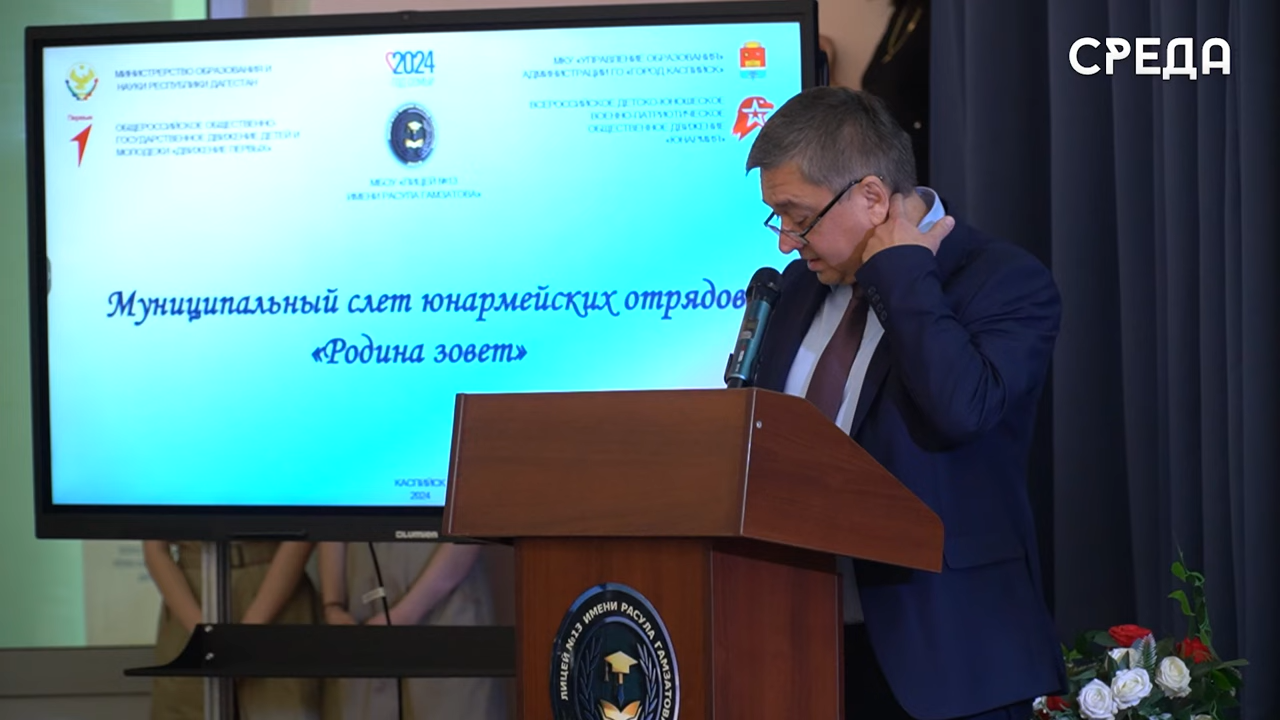 СРЕДА
МИНИСТРЕРСТВО ОБРАЗОВАНИЯ И
НАУКИ РЕСПУБЛИКИ ДАГЕСТАН
2024
МКУ «УПРАВЛЕНИЕ ОБРАЗОВАНИЯ»
АДМИНИСТРАЦИИ ГО «ГОРОД КАСПИЙСК»
Первых
ОБЩЕРОССИЙСКОЕ ОБЩЕСТВЕННО-
ГОСУДАРСТВЕННОЕ ДВИЖЕНИЕ ДЕТЕЙ И
МОЛОДЕЖИ «ДВИЖЕНИЕ ПЕРВЫХ»
ВСЕРОССИЙСКОЕ ДЕТСКО-ЮНОШЕСКОЕ
ВОЕННО-ПАТРИОТИЧЕСКОЕ
ОБЩЕСТВЕННОЕ ДВИЖЕНИЕ
«ЮНАРМИЯ»
МБОУ «ЛИЦЕЙ №13
ИМЕНИ РАСУЛА ГАМЗАТОВА»
Муниципальный слет юнармейских отрядов
«Родина зовет»
КАСПИЙСК
2024
ЛИЦЕЙ №13 ИМЕНИ РАСУЛА ГАМЗАТОВА